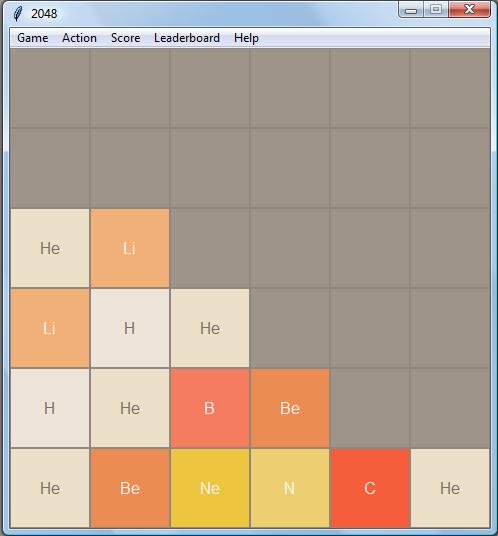 2048
Game Action Score Leaderboard Help
He Li
Li H He
H He B Be
He Be Ne N C He